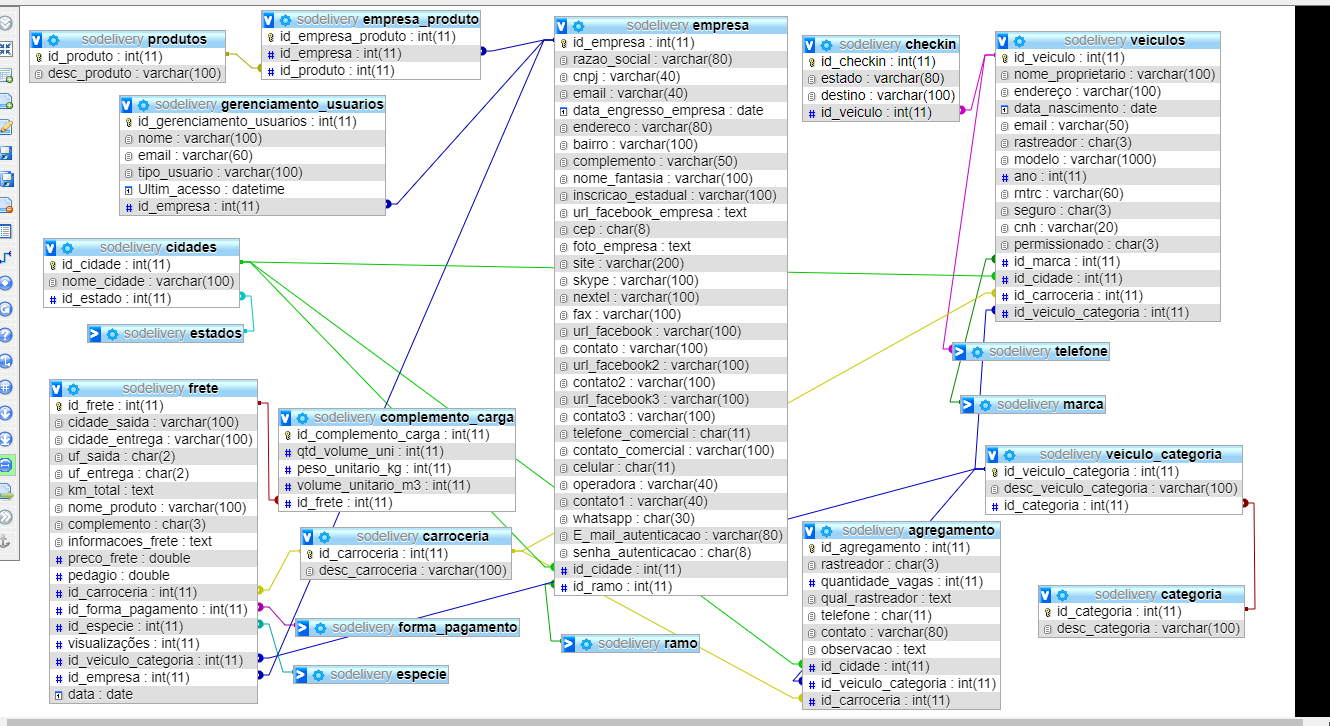 sodelivery produtos
id_produto : int(11)
desc_produto : varchar(100)
sodelivery empresa_produto
id_empresa_produto : int(11)
id_empresa : int(11)
id_produto : int(11)
sodelivery gerenciamento_usuarios
id_gerenciamento_usuarios : int(11)
nome : varchar(100)
email : varchar(60)
tipo_usuario : varchar(100)
Ultim_acesso : datetime
id_empresa : int(11)
sodelivery cidades
id_cidade : int(11)
nome_cidade : varchar(100)
id_estado : int(11)
sodelivery estados
sodelivery frete
id_frete : int(11)
cidade_saida : varchar(100)
cidade_entrega : varchar(100)
uf_saida : char(2)
uf_entrega : char(2)
km_total : text
nome_produto : varchar(100)
complemento : char(3)
informacoes_frete : text
preco_frete : double
pedagio : double
id_carroceria : int(11)
id_forma_pagamento : int(11)
id_especie : int(11)
visualizações : int(11)
id_veiculo_categoria : int(11)
id_empresa : int(11)
data : date
sodelivery complemento_carga
id_complemento_carga : int(11)
qtd_volume_uni : int(11)
peso_unitario_kg : int(11)
volume_unitario_m3 : int(11)
id_frete : int(11)
sodelivery carroceria
id_carroceria : int(11)
desc_carroceria : varchar(100)
sodelivery forma_pagamento
sodelivery especie
sodelivery empresa
id_empresa : int(11)
razao_social : varchar(80)
cnpj : varchar(40)
email : varchar(40)
data_engresso_empresa : date
endereco : varchar(80)
bairro : varchar(100)
complemento : varchar(50)
nome_fantasia : varchar(100)
inscricao_estadual : varchar(100)
url_facebook_empresa : text
cep : char(8)
foto_empresa : text
site : varchar(200)
skype : varchar(100)
nextel : varchar(100)
fax : varchar(100)
url_facebook : varchar(100)
contato : varchar(100)
url_facebook2 : varchar(100)
contato2 : varchar(100)
url_facebook3 : varchar(100)
contato3 : varchar(100)
telefone_comercial : char(11)
contato_comercial : varchar(100)
celular : char(11)
operadora : varchar(40)
contato1 : varchar(40)
whatsapp : char(30)
E_mail_autenticacao : varchar(80)
senha_autenticacao : char(8)
id_cidade : int(11)
id_ramo : int(11)
sodelivery ramo
sodelivery checkin
id_checkin : int(11)
estado : varchar(80)
destino : varchar(100)
id_veiculo : int(11)
sodelivery veiculos
id_veiculo : int(11)
nome_proprietario : varchar(100)
endereço : varchar(100)
data_nascimento : date
email : varchar(50)
rastreador : char(3)
modelo : varchar(1000)
ano : int(11)
rntrc : varchar(60)
seguro : char(3)
cnh : varchar(20)
permissionado : char(3)
id_marca : int(11)
id_cidade : int(11)
id_carroceria : int(11)
id_veiculo_categoria : int(11)
sodelivery telefone
sodelivery marca
sodelivery veiculo_categoria
id_veiculo_categoria : int(11)
desc_veiculo_categoria : varchar(100)
id_categoria : int(11)
sodelivery agregamento
id_agregamento : int(11)
rastreador : char(3)
quantidade_vagas : int(11)
qual_rastreador : text
telefone : char(11)
contato : varchar(80)
observacao : text
id_cidade : int(11)
id_veiculo_categoria : int(11)
id_carroceria : int(11)
sodelivery categoria
id_categoria : int(11)
desc_categoria : varchar(100)